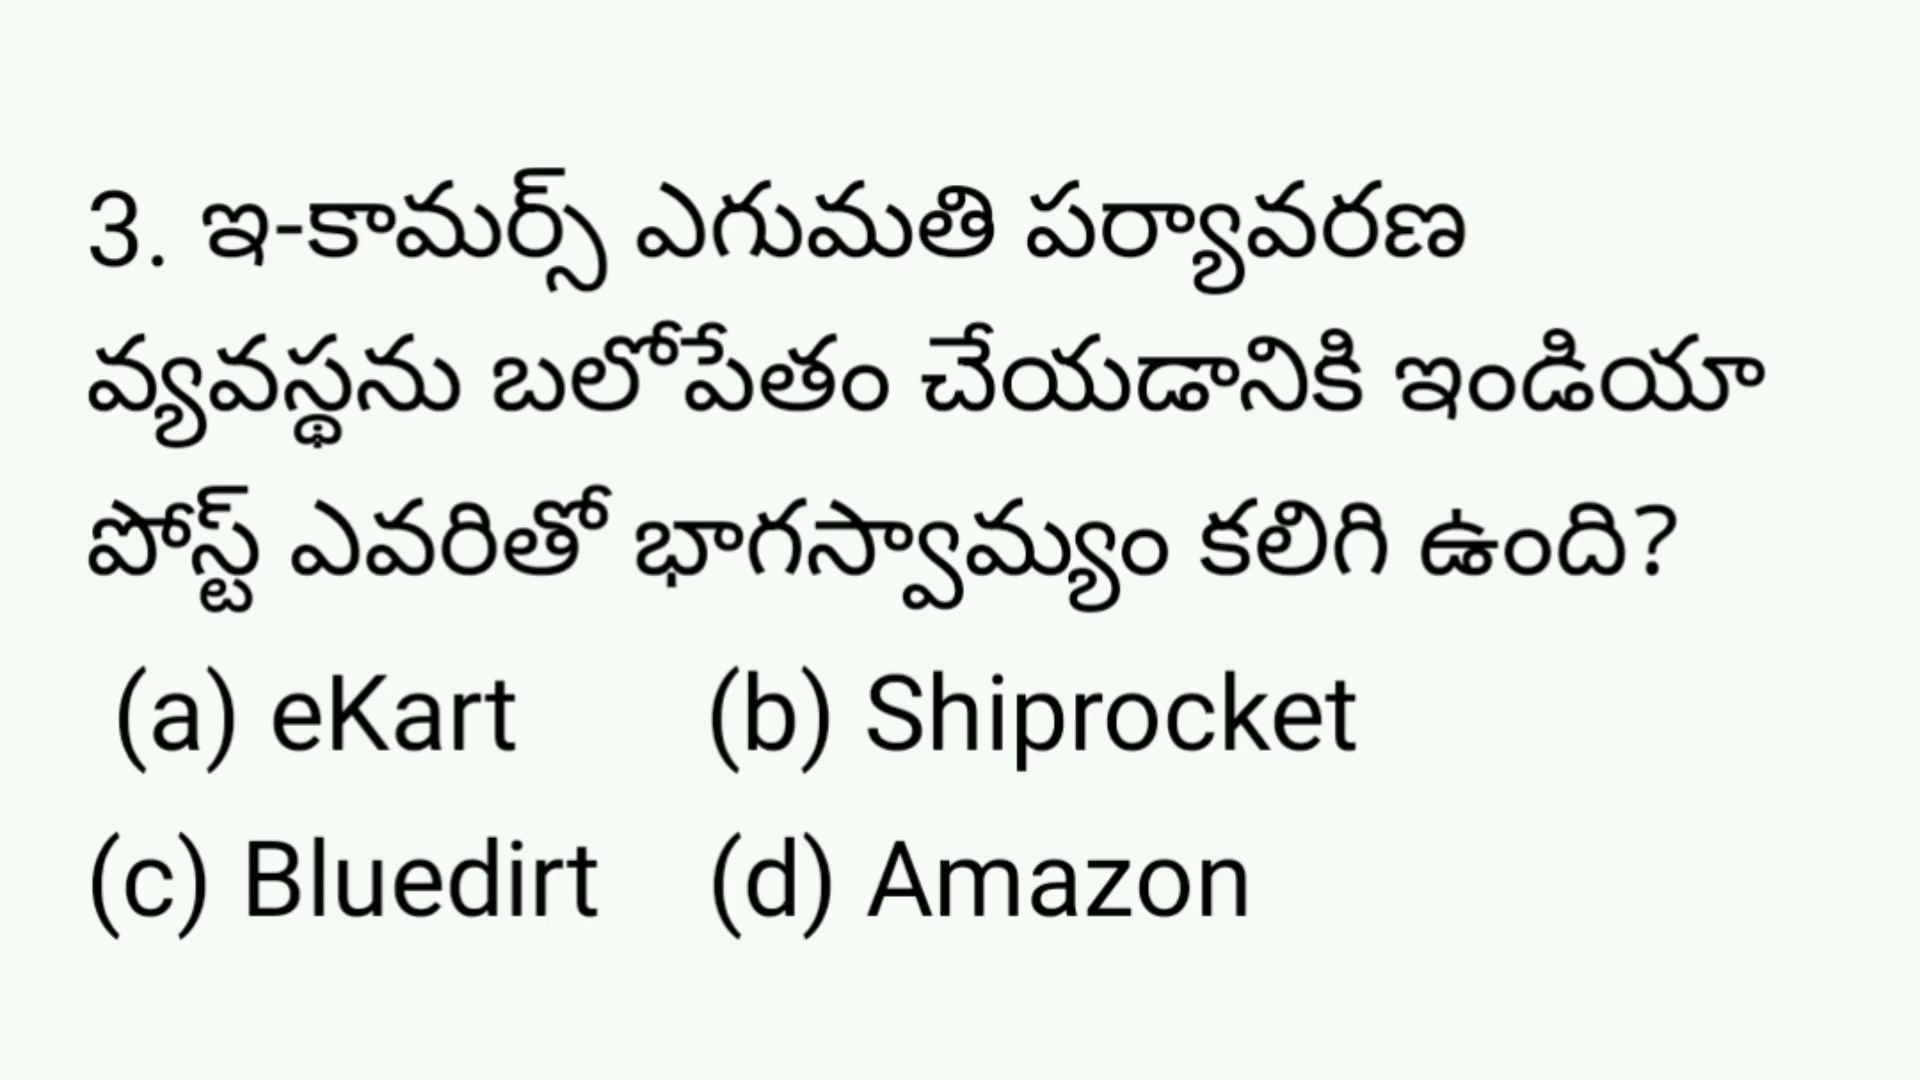 3. ఇ-కామర్స్ ఎగుమతి పర్యావరణ
వ్యవస్థను బలోపేతం చేయడానికి ఇండియా
పోస్ట్ ఎవరితో భాగస్వామ్యం కలిగి ఉంది?
(a) eKart (b) Shiprocket
(c) Bluedirt (d) Amazon